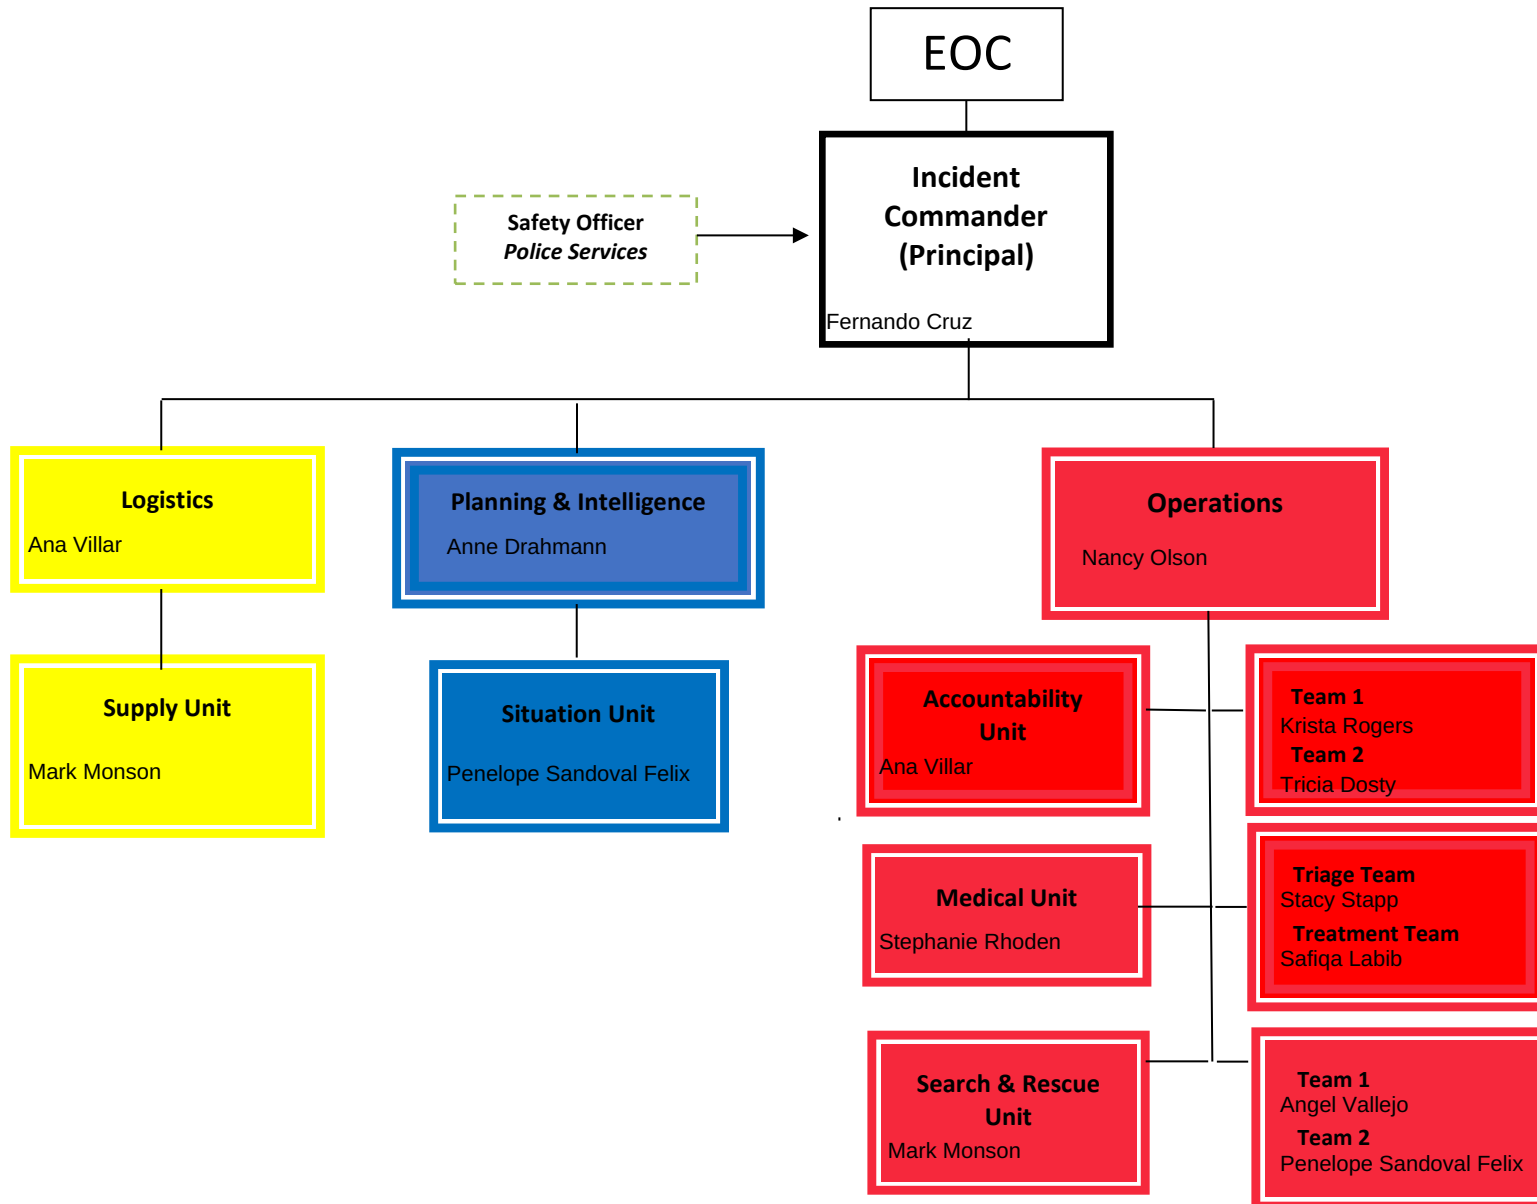 EOC
Incident
Commander
(Principal)
Fernando Cruz
Safety Officer
Police Services
Logistics
Ana Villar
Planning & Intelligence
Anne Drahmann
Operations
Nancy Olson
Supply Unit
Mark Monson
Situation Unit
Penelope Sandoval Felix
Accountability
Unit
Ana Villar
Team 1
Krista Rogers
Team 2
Tricia Dosty
Medical Unit
Stephanie Rhoden
Triage Team
Stacy Stapp
Treatment Team
Safiqa Labib
Search & Rescue
Unit
Mark Monson
Team 1
Angel Vallejo
Team 2
Penelope Sandoval Felix